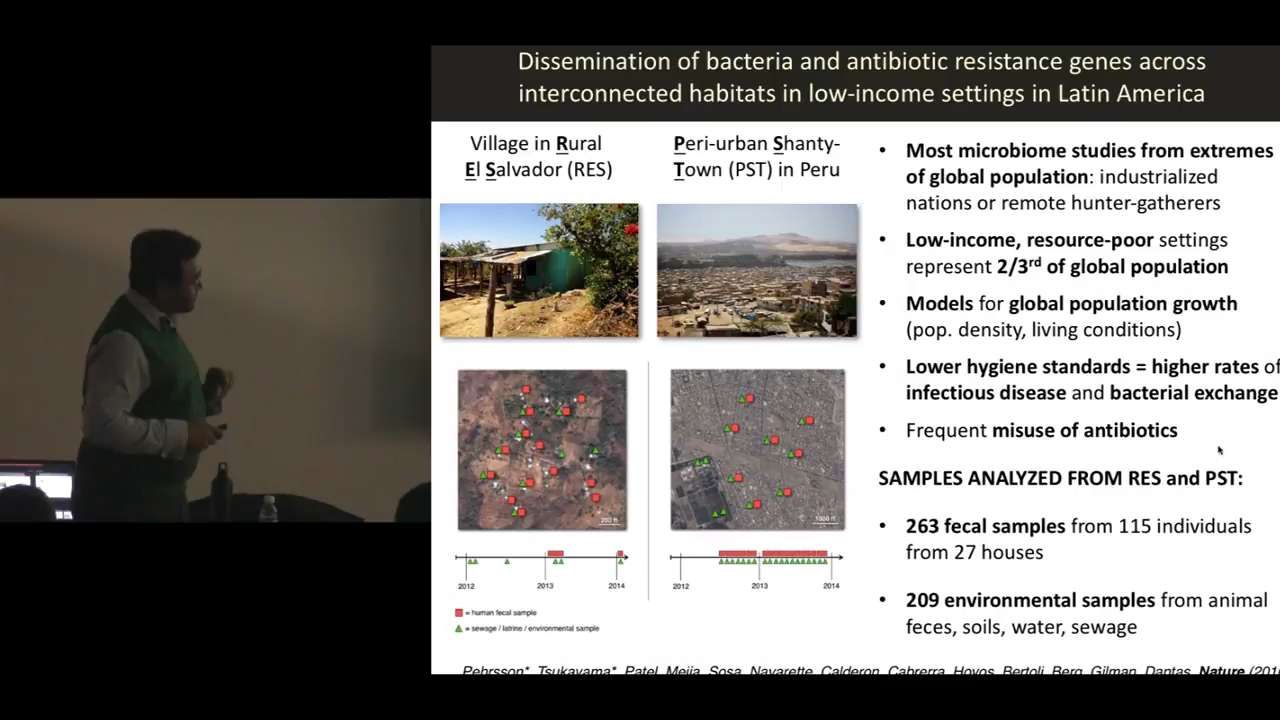 Dissemination of bacteria and antibiotic resistance genes across
interconnected habitats in low-income settings in Latin America
Village in Rural
El Salvador (RES)
Peri-urban Shanty-
Town (PST) in Peru
200 ft
1000 ft
2012 2013 2014
2012 2013 2014
= human fecal sample
= sewage / latrine / environmental sample
• Most microbiome studies from extremes
of global population: industrialized
nations or remote hunter-gatherers
• Low-income, resource-poor settings
represent 2/3rd of global population
• Models for global population growth
(pop. density, living conditions)
• Lower hygiene standards = higher rates of
infectious disease and bacterial exchange
• Frequent misuse of antibiotics
SAMPLES ANALYZED FROM RES and PST:
• 263 fecal samples from 115 individuals
from 27 houses
• 209 environmental samples from animal
feces, soils, water, sewage
Pehrsson*, Tsukayama*, Patel, Mejia, Sosa, Navarette, Calderon, Cabrerra, Hoyos, Bertoli, Berg, Gilman, Dantas, Nature (201